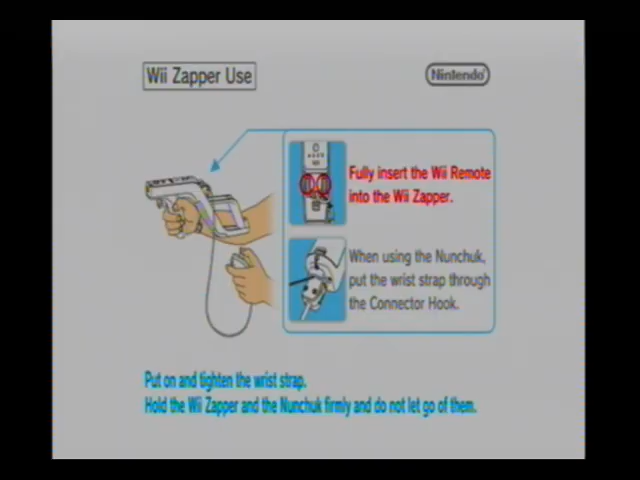 Wii Zapper Use
Nintendo
Fully insert the Wii Remote
into the Wii Zapper.
When using the Nunchuk,
put the wrist strap through
the Connector Hook.
Put on and tighten the wrist strap.
Hold the Wii Zapper and the Nunchuk firmly and do not let go of them.